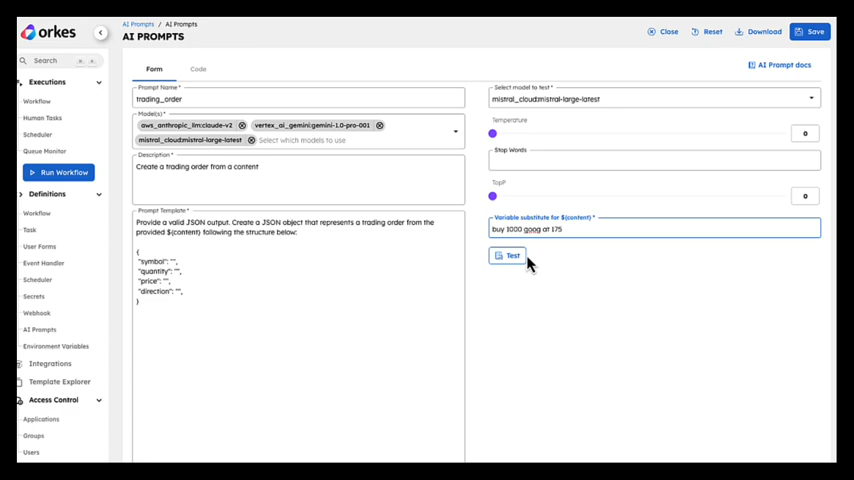 orkes
AI Prompts / AI Prompts
AI PROMPTS
Close
Reset
Download
Save
Search
Executions
Workflow
Human Tasks
Scheduler
Queue Monitor
Run Workflow
Definitions
Workflow
Task
User Forms
Event Handler
Scheduler
Secrets
Webhook
AI Prompts
Environment Variables
Integrations
Template Explorer
Access Control
Applications
Groups
Users
Form
Code
AI Prompt docs
Prompt Name *
trading_order
Model(s) *
aws_anthropic_llm:claude-v2
vertex_ai_gemini:gemini-1.0-pro-001
mistral_cloud:mistral-large-latest
Select which models to use
Description *
Create a trading order from a content
Prompt Template *
Provide a valid JSON output. Create a JSON object that represents a trading order from the
provided ${content} following the structure below:
{
"symbol": "",
"quantity": "",
"price": "",
"direction": "",
}
Select model to test *
mistral_cloud:mistral-large-latest
Temperature
0
Stop Words
TopP
0
Variable substitute for ${content} *
buy 1000 goog at 175
Test